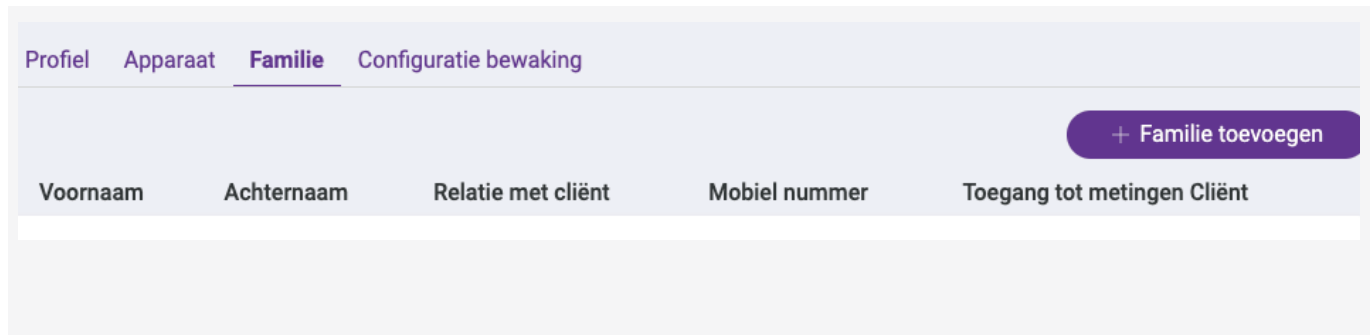 Profiel Apparaat Familie Configuratie bewaking
+ Familie toevoegen
Voornaam Achternaam Relatie met cliënt Mobiel nummer Toegang tot metingen Cliënt